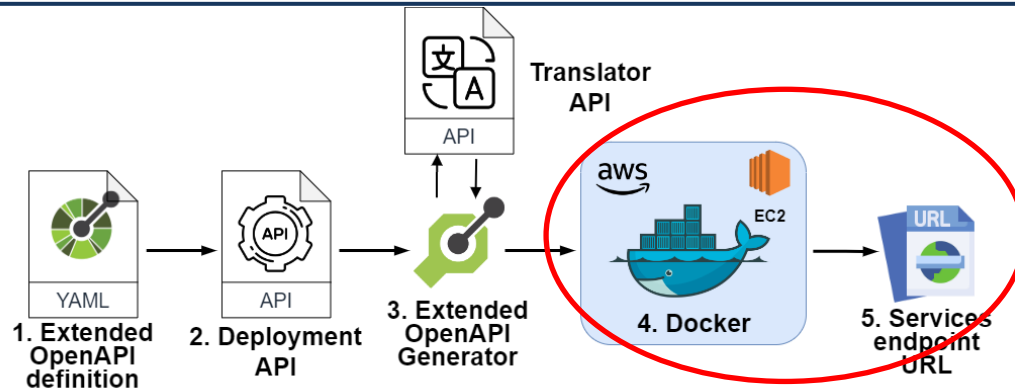 文
A
API
Translator
API
YAML
1. Extended
OpenAPI
definition
API
API
2. Deployment
API
3. Extended
OpenAPI
Generator
aws
EC2
4. Docker
URL
5. Services
endpoint
URL